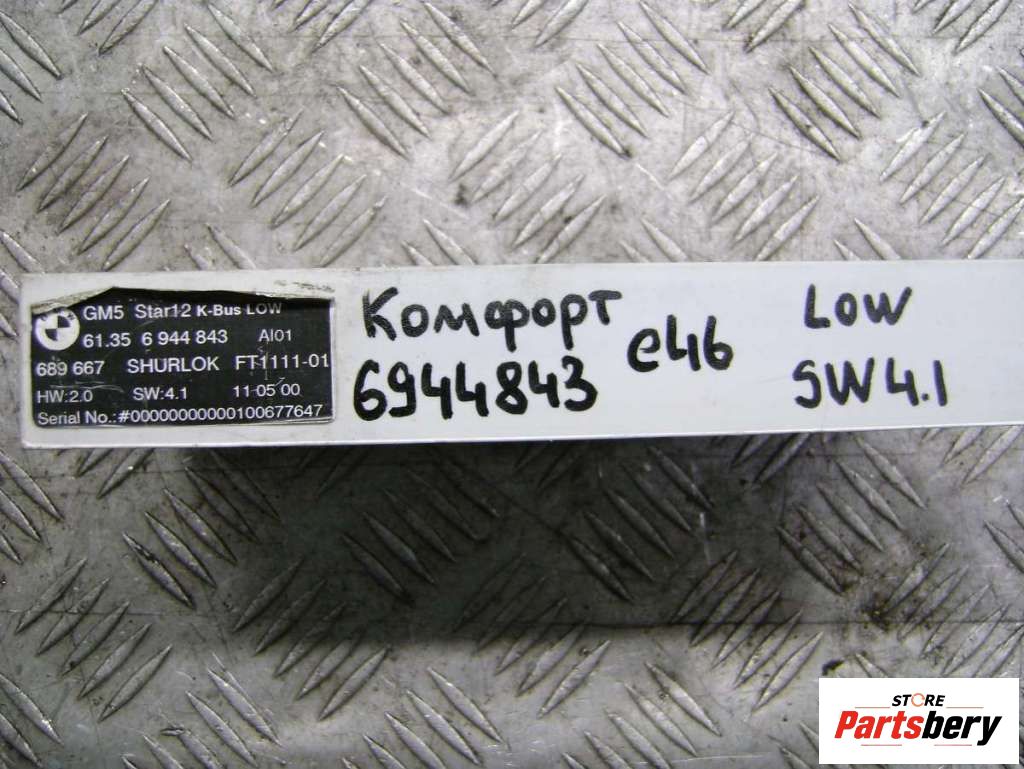 GM5 Star12 K-Bus LOW
61.35 6 944 843 AI01
689 667 SHURLOK FT1111-01
HW:2.0 SW:4.1 11 05 00
Serial No.:#00000000000100677647
Комфорт
6944843
e46
LOW
SW4.1
STORE
Partsbery